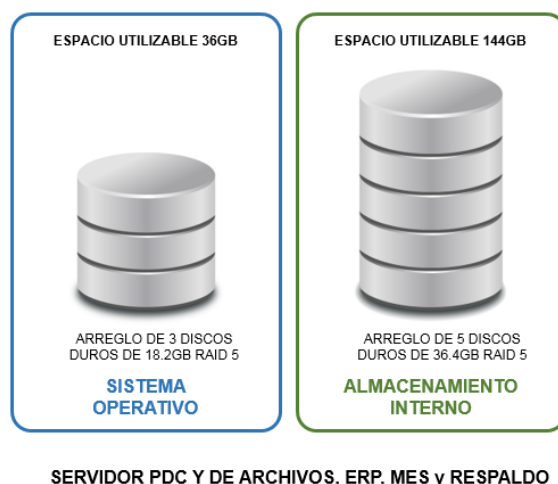 ESPACIO UTILIZABLE 36GB
ARREGLO DE 3 DISCOS
DUROS DE 18.2GB RAID 5
SISTEMA
OPERATIVO
ESPACIO UTILIZABLE 144GB
ARREGLO DE 5 DISCOS
DUROS DE 36.4GB RAID 5
ALMACENAMIENTO
INTERNO
SERVIDOR PDC Y DE ARCHIVOS, ERP, MES y RESPALDO